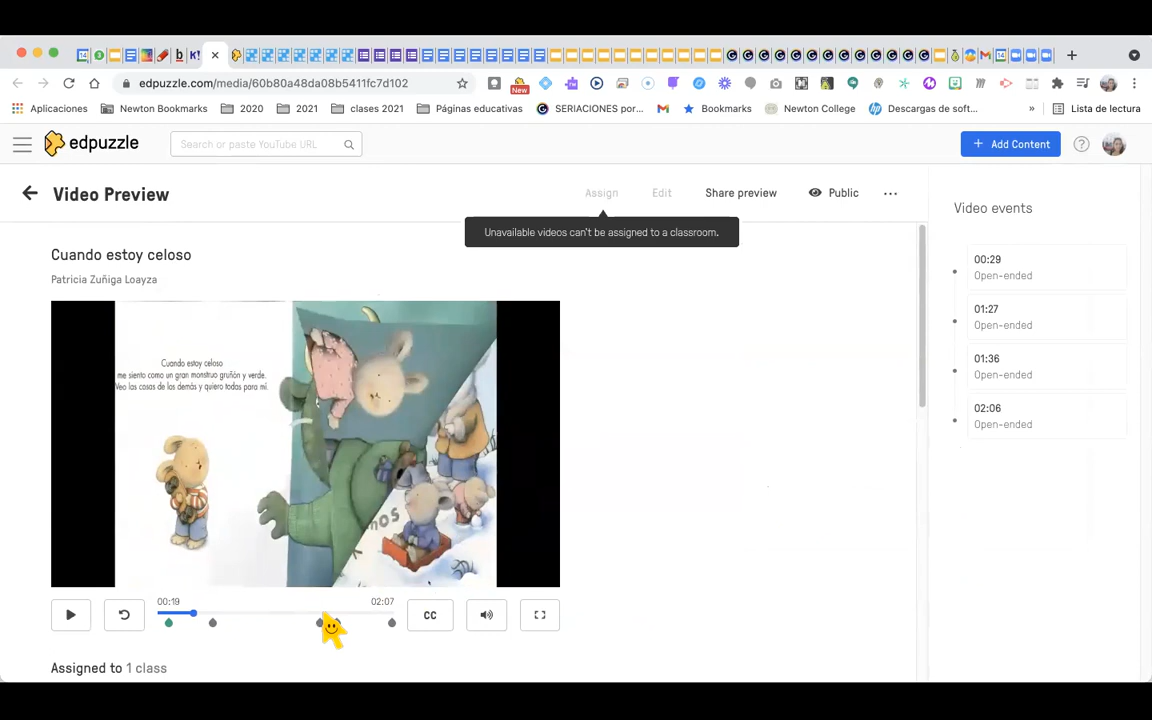 edpuzzle.com/media/60b80a48da08b5411fc7d102
New
Aplicaciones
Newton Bookmarks
2020
2021
clases 2021
Páginas educativas
SERIACIONES por...
Bookmarks
Newton College
Descargas de soft...
»
Lista de lectura
edpuzzle
Search or paste YouTube URL
+ Add Content
Video Preview
Assign
Edit
Share preview
Public
Unavailable videos can't be assigned to a classroom.
Video events
Cuando estoy celoso
Patricia Zuñiga Loayza
00:29
Open-ended
01:27
Open-ended
01:36
Open-ended
02:06
Open-ended
Cuando estoy celoso
me siento como un gran monstruo gruñón y verde.
Veo las cosas de los demás y quiero todas para mí.
00:19
02:07
CC
Assigned to 1 class